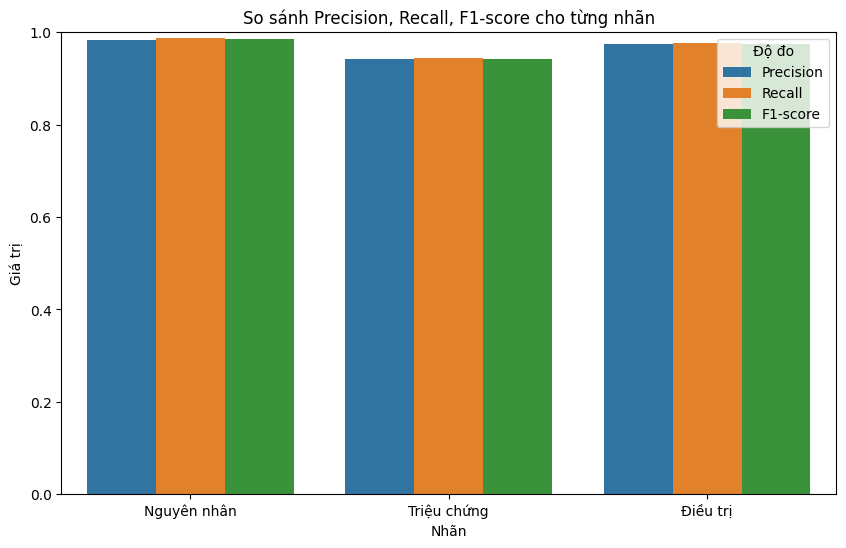 So sánh Precision, Recall, F1-score cho từng nhãn
Độ đo
Precision
Recall
F1-score
Giá trị
1.0
0.8
0.6
0.4
0.2
0.0
Nguyên nhân
Triệu chứng
Điều trị
Nhãn